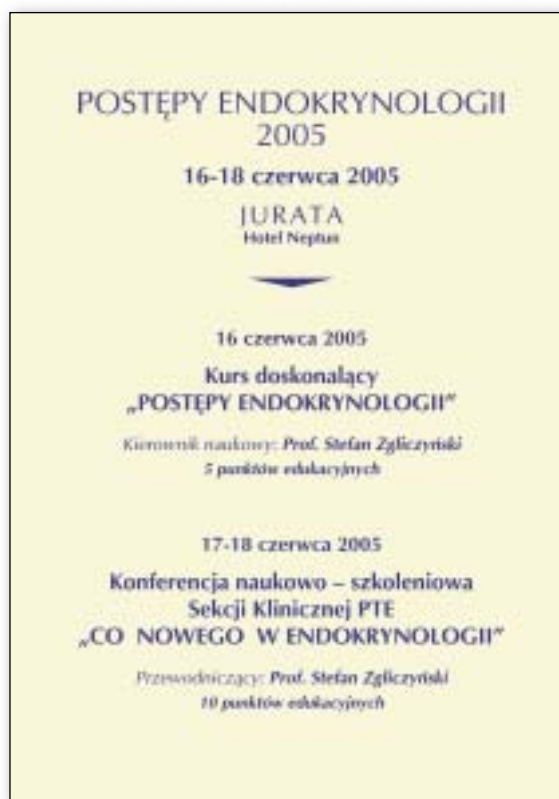 POSTĘPY ENDOKRYNOLOGII
2005
16-18 czerwca 2005
JURATA
Hotel Neptun
16 czerwca 2005
Kurs doskonalący
„POSTĘPY ENDOKRYNOLOGII”
Kierownik naukowy: Prof. Stefan Zgliczyński
5 punktów edukacyjnych
17-18 czerwca 2005
Konferencja naukowo – szkoleniowa
Sekcji Klinicznej PTE
„CO NOWEGO W ENDOKRYNOLOGII”
Przewodniczący: Prof. Stefan Zgliczyński
10 punktów edukacyjnych